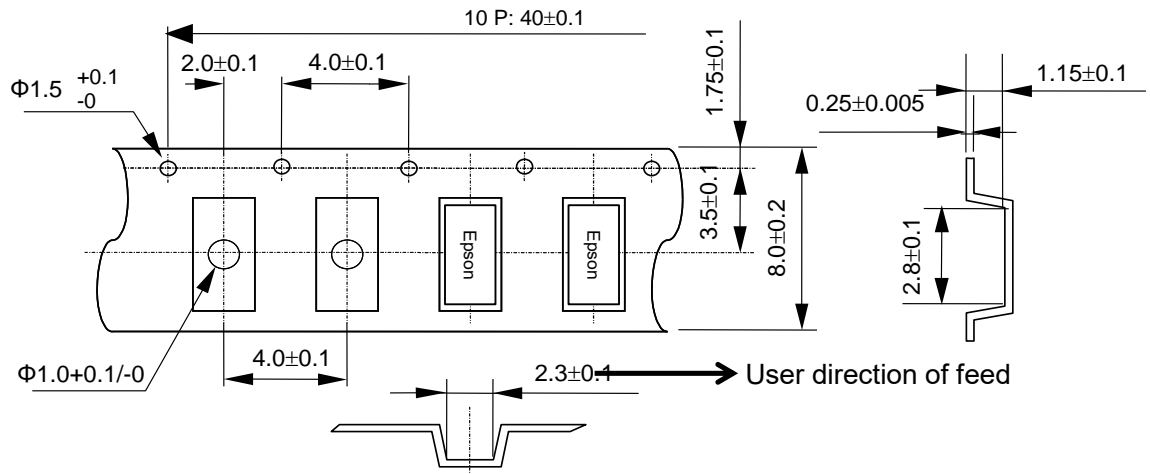 10 P: 40±0.1
2.0±0.1
4.0±0.1
1.75±0.1
1.15±0.1
Φ1.5 +0.1
-0
0.25±0.005
3.5±0.1
8.0±0.2
2.8±0.1
Epson
Epson
Φ1.0+0.1/-0
4.0±0.1
2.3±0.1
User direction of feed